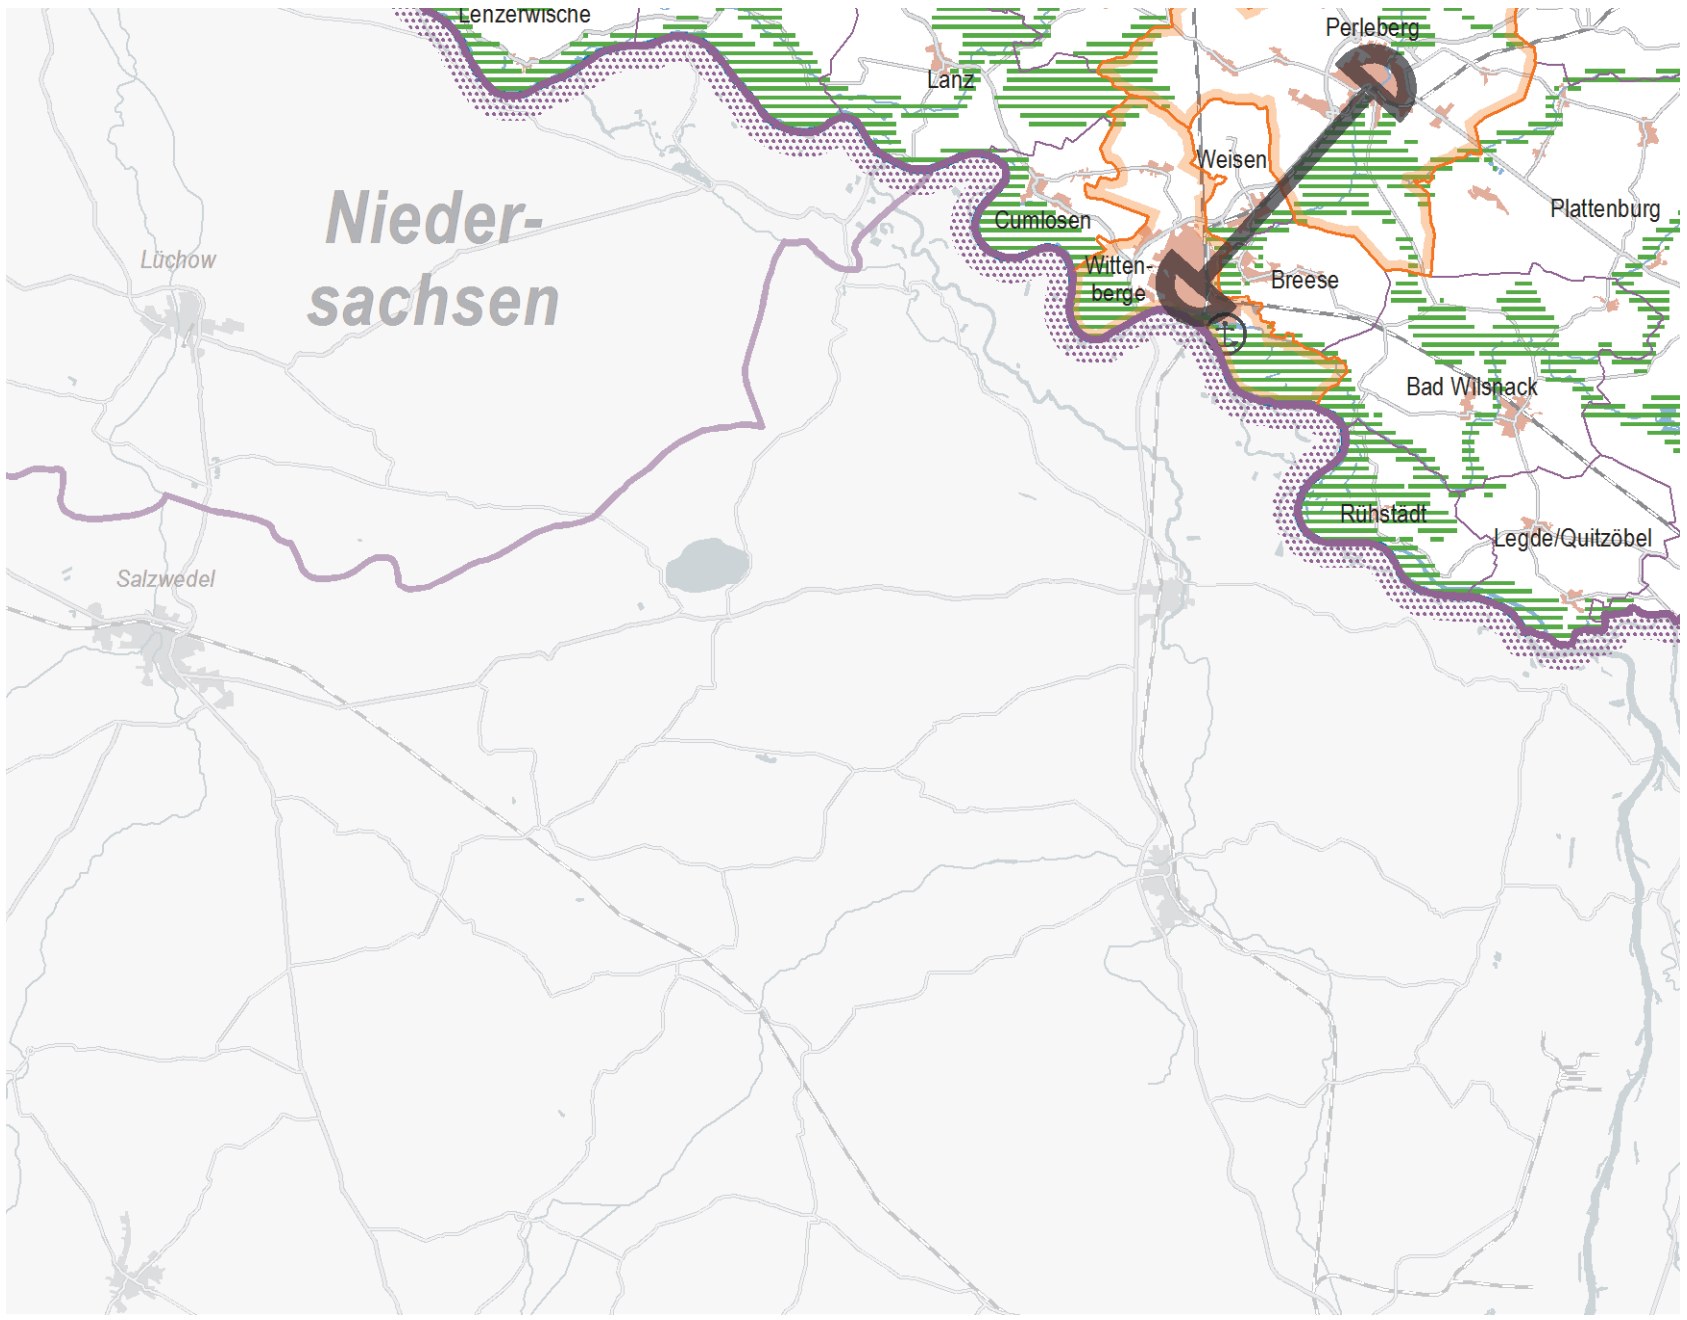 Lenzerwische
Perleberg
Lanz
Weisen
Plattenburg
Cumlosen
Nieder-
sachsen
Lüchow
Witten-
berge
Breese
Bad Wilsnack
Rühstädt
Legde/Quitzöbel
Salzwedel